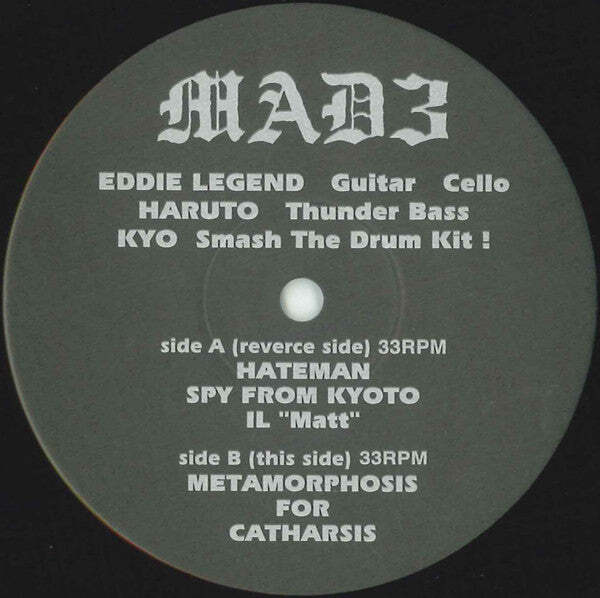 MAD3
EDDIE LEGEND Guitar Cello
HARUTO Thunder Bass
KYO Smash The Drum Kit !
side A (reverce side) 33RPM
HATEMAN
SPY FROM KYOTO
IL "Matt"
side B (this side) 33RPM
METAMORPHOSIS
FOR
CATHARSIS